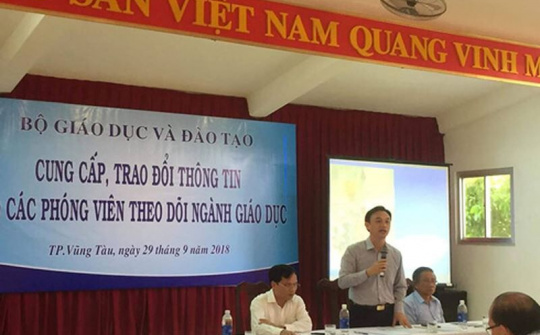 SẢN VIỆT NAM QUANG VINH M
BỘ GIÁO DỤC VÀ ĐÀO TẠO
CUNG CẤP, TRAO ĐỔI THÔNG TIN
CÁC PHÓNG VIÊN THEO DÕI NGÀNH GIÁO DỤC
TP.Vũng Tàu, ngày 29 tháng 9 năm 2018